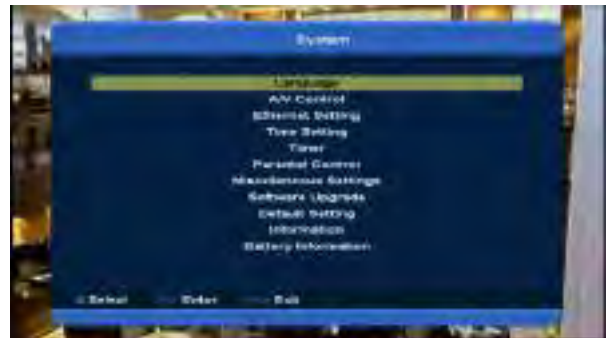 System
Language
A/V Control
Ethernet Setting
Time Setting
Timer
Parental Control
Miscellaneous Settings
Software Upgrade
Default Setting
Information
Battery Information
Select Enter Exit